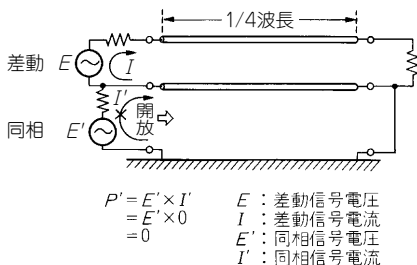 1/4波長
差動 E
I
I′
開放
同相 E′
P′=E′×I′
=E′×0
=0
E：差動信号電圧
I：差動信号電流
E′：同相信号電圧
I′：同相信号電流